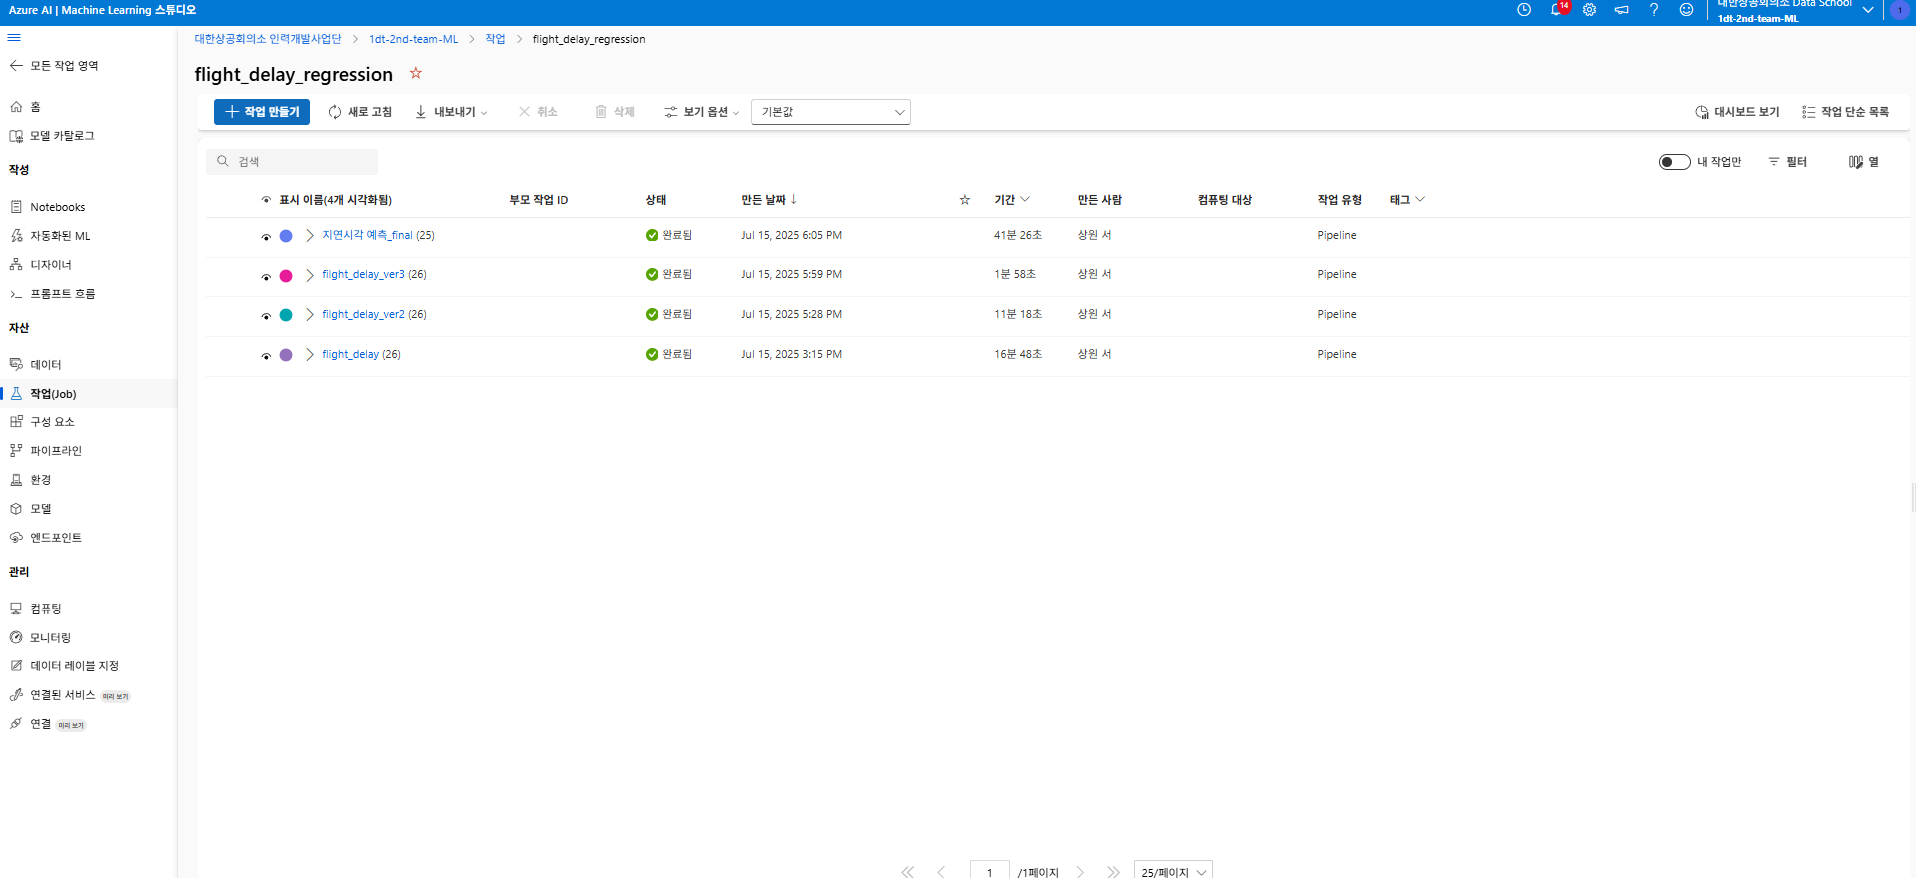 Azure AI | Machine Learning 스튜디오
14
대한상공회의소 Data School
1dt-2nd-team-ML
1
대한상공회의소 인력개발사업단 > 1dt-2nd-team-ML > 작업 > flight_delay_regression
모든 작업 영역
홈
모델 카탈로그
작성
Notebooks
자동화된 ML
디자이너
프롬프트 흐름
자산
데이터
작업(Job)
구성 요소
파이프라인
환경
모델
엔드포인트
관리
컴퓨팅
모니터링
데이터 레이블 지정
연결된 서비스 미리 보기
연결 미리 보기
flight_delay_regression
작업 만들기 새로 고침 내보내기 취소 삭제 보기 옵션 기본값 대시보드 보기 작업 단순 목록
검색 내 작업만 필터 열
표시 이름(4개 시각화됨) 부모 작업 ID 상태 만든 날짜 기간 만든 사람 컴퓨팅 대상 작업 유형 태그
지연시각 예측_final (25) 완료됨 Jul 15, 2025 6:05 PM 41분 26초 상원 서 Pipeline
flight_delay_ver3 (26) 완료됨 Jul 15, 2025 5:59 PM 1분 58초 상원 서 Pipeline
flight_delay_ver2 (26) 완료됨 Jul 15, 2025 5:28 PM 11분 18초 상원 서 Pipeline
flight_delay (26) 완료됨 Jul 15, 2025 3:15 PM 16분 48초 상원 서 Pipeline
1 /1페이지 25/페이지